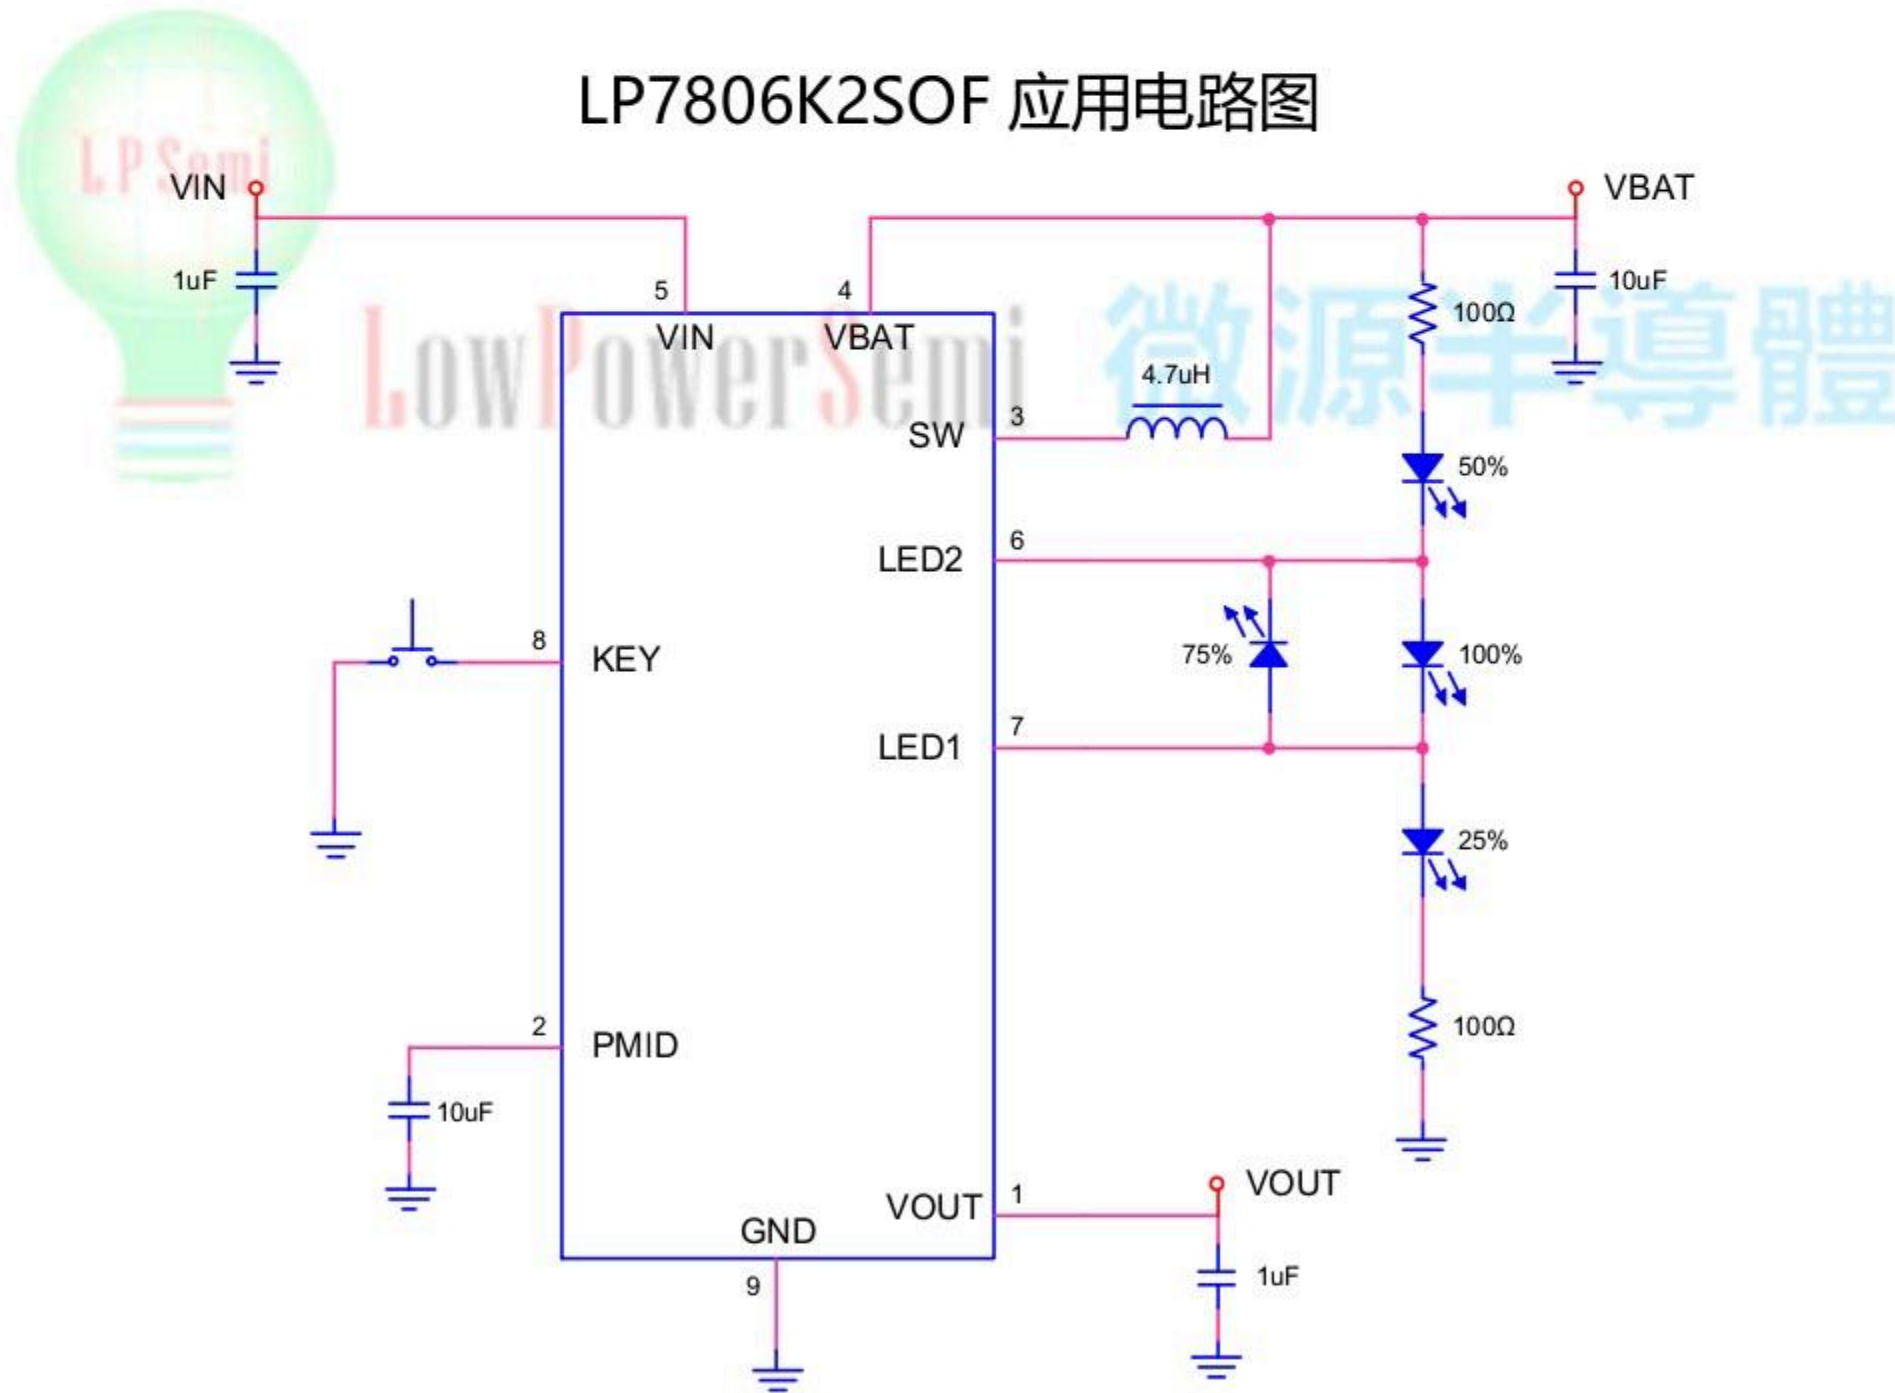 LP7806K2SOF 应用电路图
LP Semi
VIN
VBAT
1uF
5
4
10uF
100Ω
VIN
VBAT
LowPowerSemi
微源半導體
4.7uH
3
SW
50%
6
LED2
8
KEY
75%
100%
7
LED1
25%
2
PMID
100Ω
10uF
VOUT
1
VOUT
GND
9
1uF